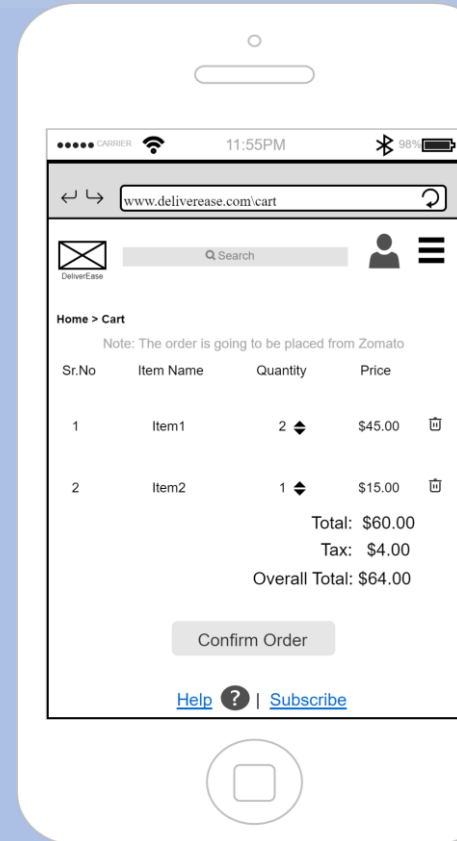 CARRIER 11:55PM 98%
www.deliverease.com\cart
Search
DeliverEase
Home > Cart
Note: The order is going to be placed from Zomato
Sr.No Item Name Quantity Price
1 Item1 2 $45.00
2 Item2 1 $15.00
Total: $60.00
Tax: $4.00
Overall Total: $64.00
Confirm Order
Help ? | Subscribe